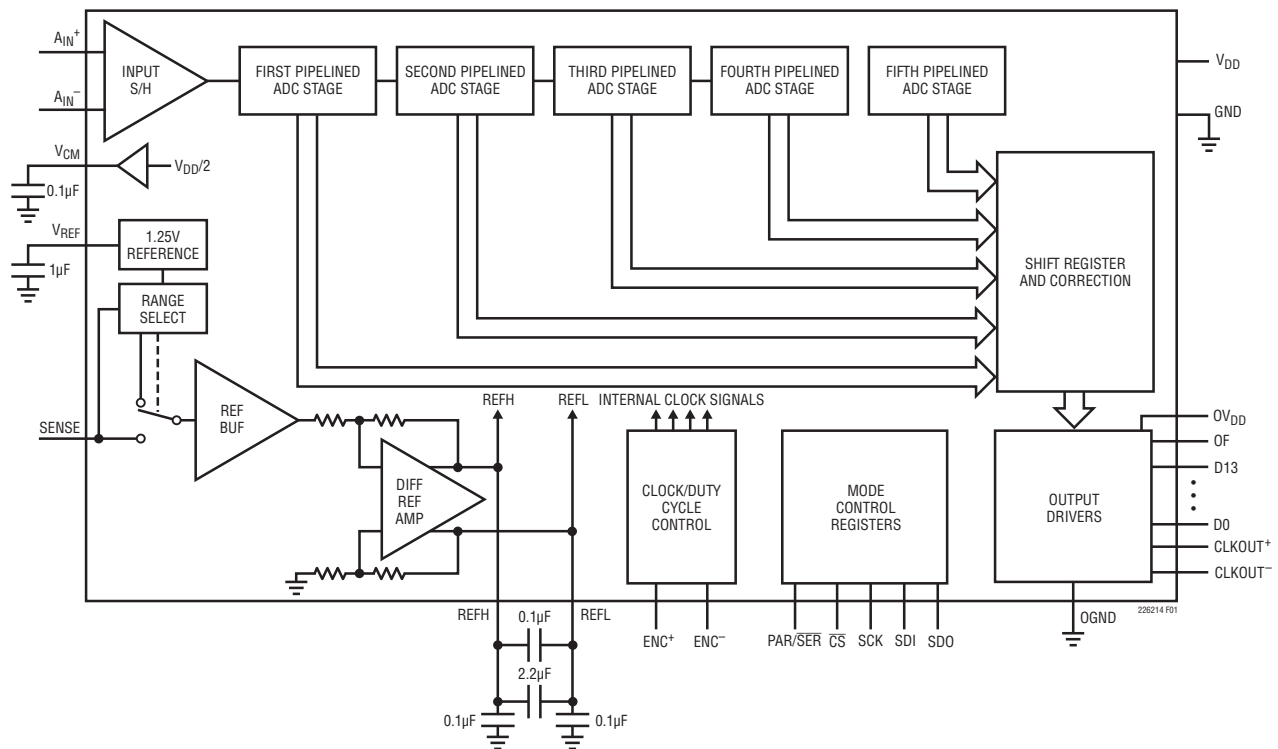 AIN+
INPUT
S/H
AIN−
FIRST PIPELINED
ADC STAGE
SECOND PIPELINED
ADC STAGE
THIRD PIPELINED
ADC STAGE
FOURTH PIPELINED
ADC STAGE
FIFTH PIPELINED
ADC STAGE
VDD
GND
VCM
VDD/2
0.1µF
VREF
1.25V
REFERENCE
1µF
RANGE
SELECT
SHIFT REGISTER
AND CORRECTION
SENSE
REF
BUF
REFH
REFL
INTERNAL CLOCK SIGNALS
DIFF
REF
AMP
CLOCK/DUTY
CYCLE
CONTROL
MODE
CONTROL
REGISTERS
OUTPUT
DRIVERS
OVDD
OF
D13
D0
CLKOUT+
CLKOUT−
226214 F01
REFH
0.1µF
REFL
ENC+
ENC−
PAR/S̅E̅R̅
C̅S̅
SCK
SDI
SDO
OGND
2.2µF
0.1µF
0.1µF